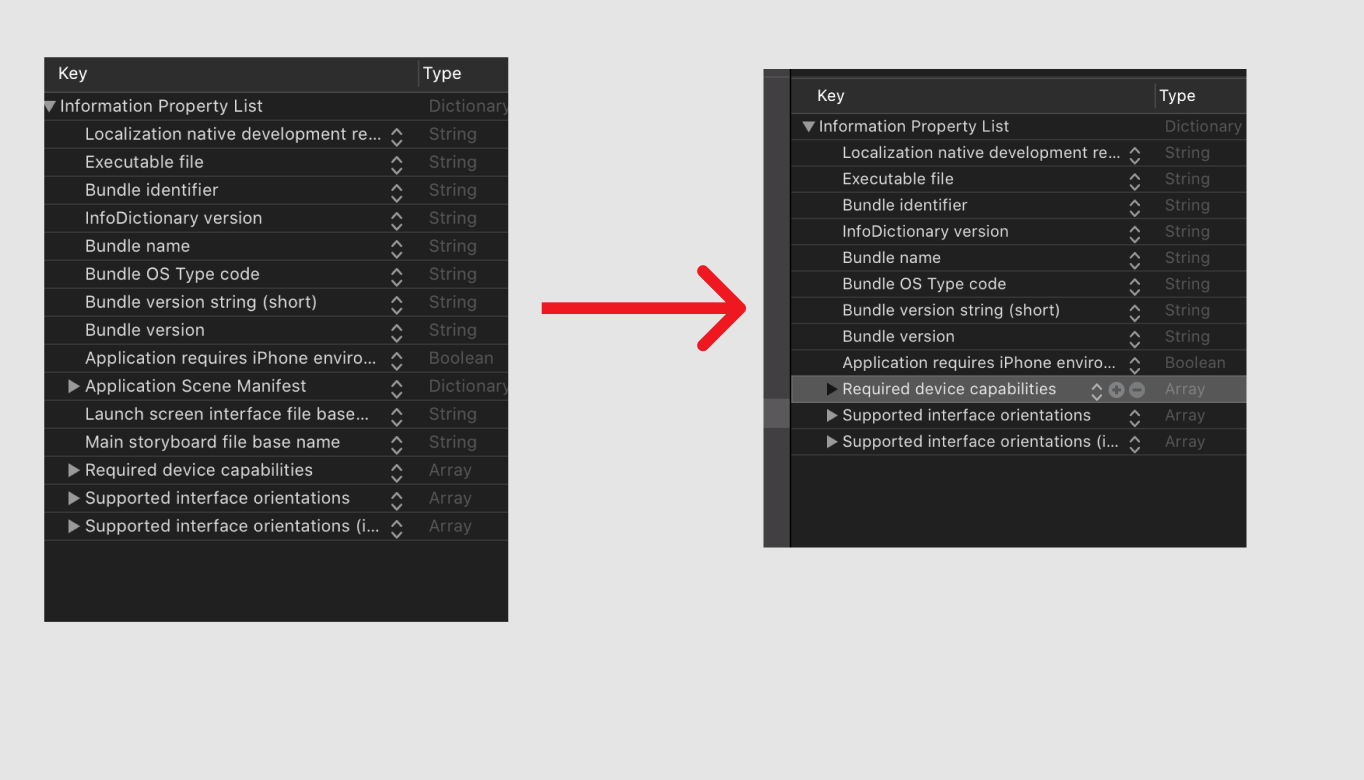 Key Type
Information Property List Dictionary
Localization native development re... String
Executable file String
Bundle identifier String
InfoDictionary version String
Bundle name String
Bundle OS Type code String
Bundle version string (short) String
Bundle version String
Application requires iPhone enviro... Boolean
Application Scene Manifest Dictionary
Launch screen interface file base... String
Main storyboard file base name String
Required device capabilities Array
Supported interface orientations Array
Supported interface orientations (i... Array
Key Type
Information Property List Dictionary
Localization native development re... String
Executable file String
Bundle identifier String
InfoDictionary version String
Bundle name String
Bundle OS Type code String
Bundle version string (short) String
Bundle version String
Application requires iPhone enviro... Boolean
Required device capabilities Array
Supported interface orientations Array
Supported interface orientations (i... Array